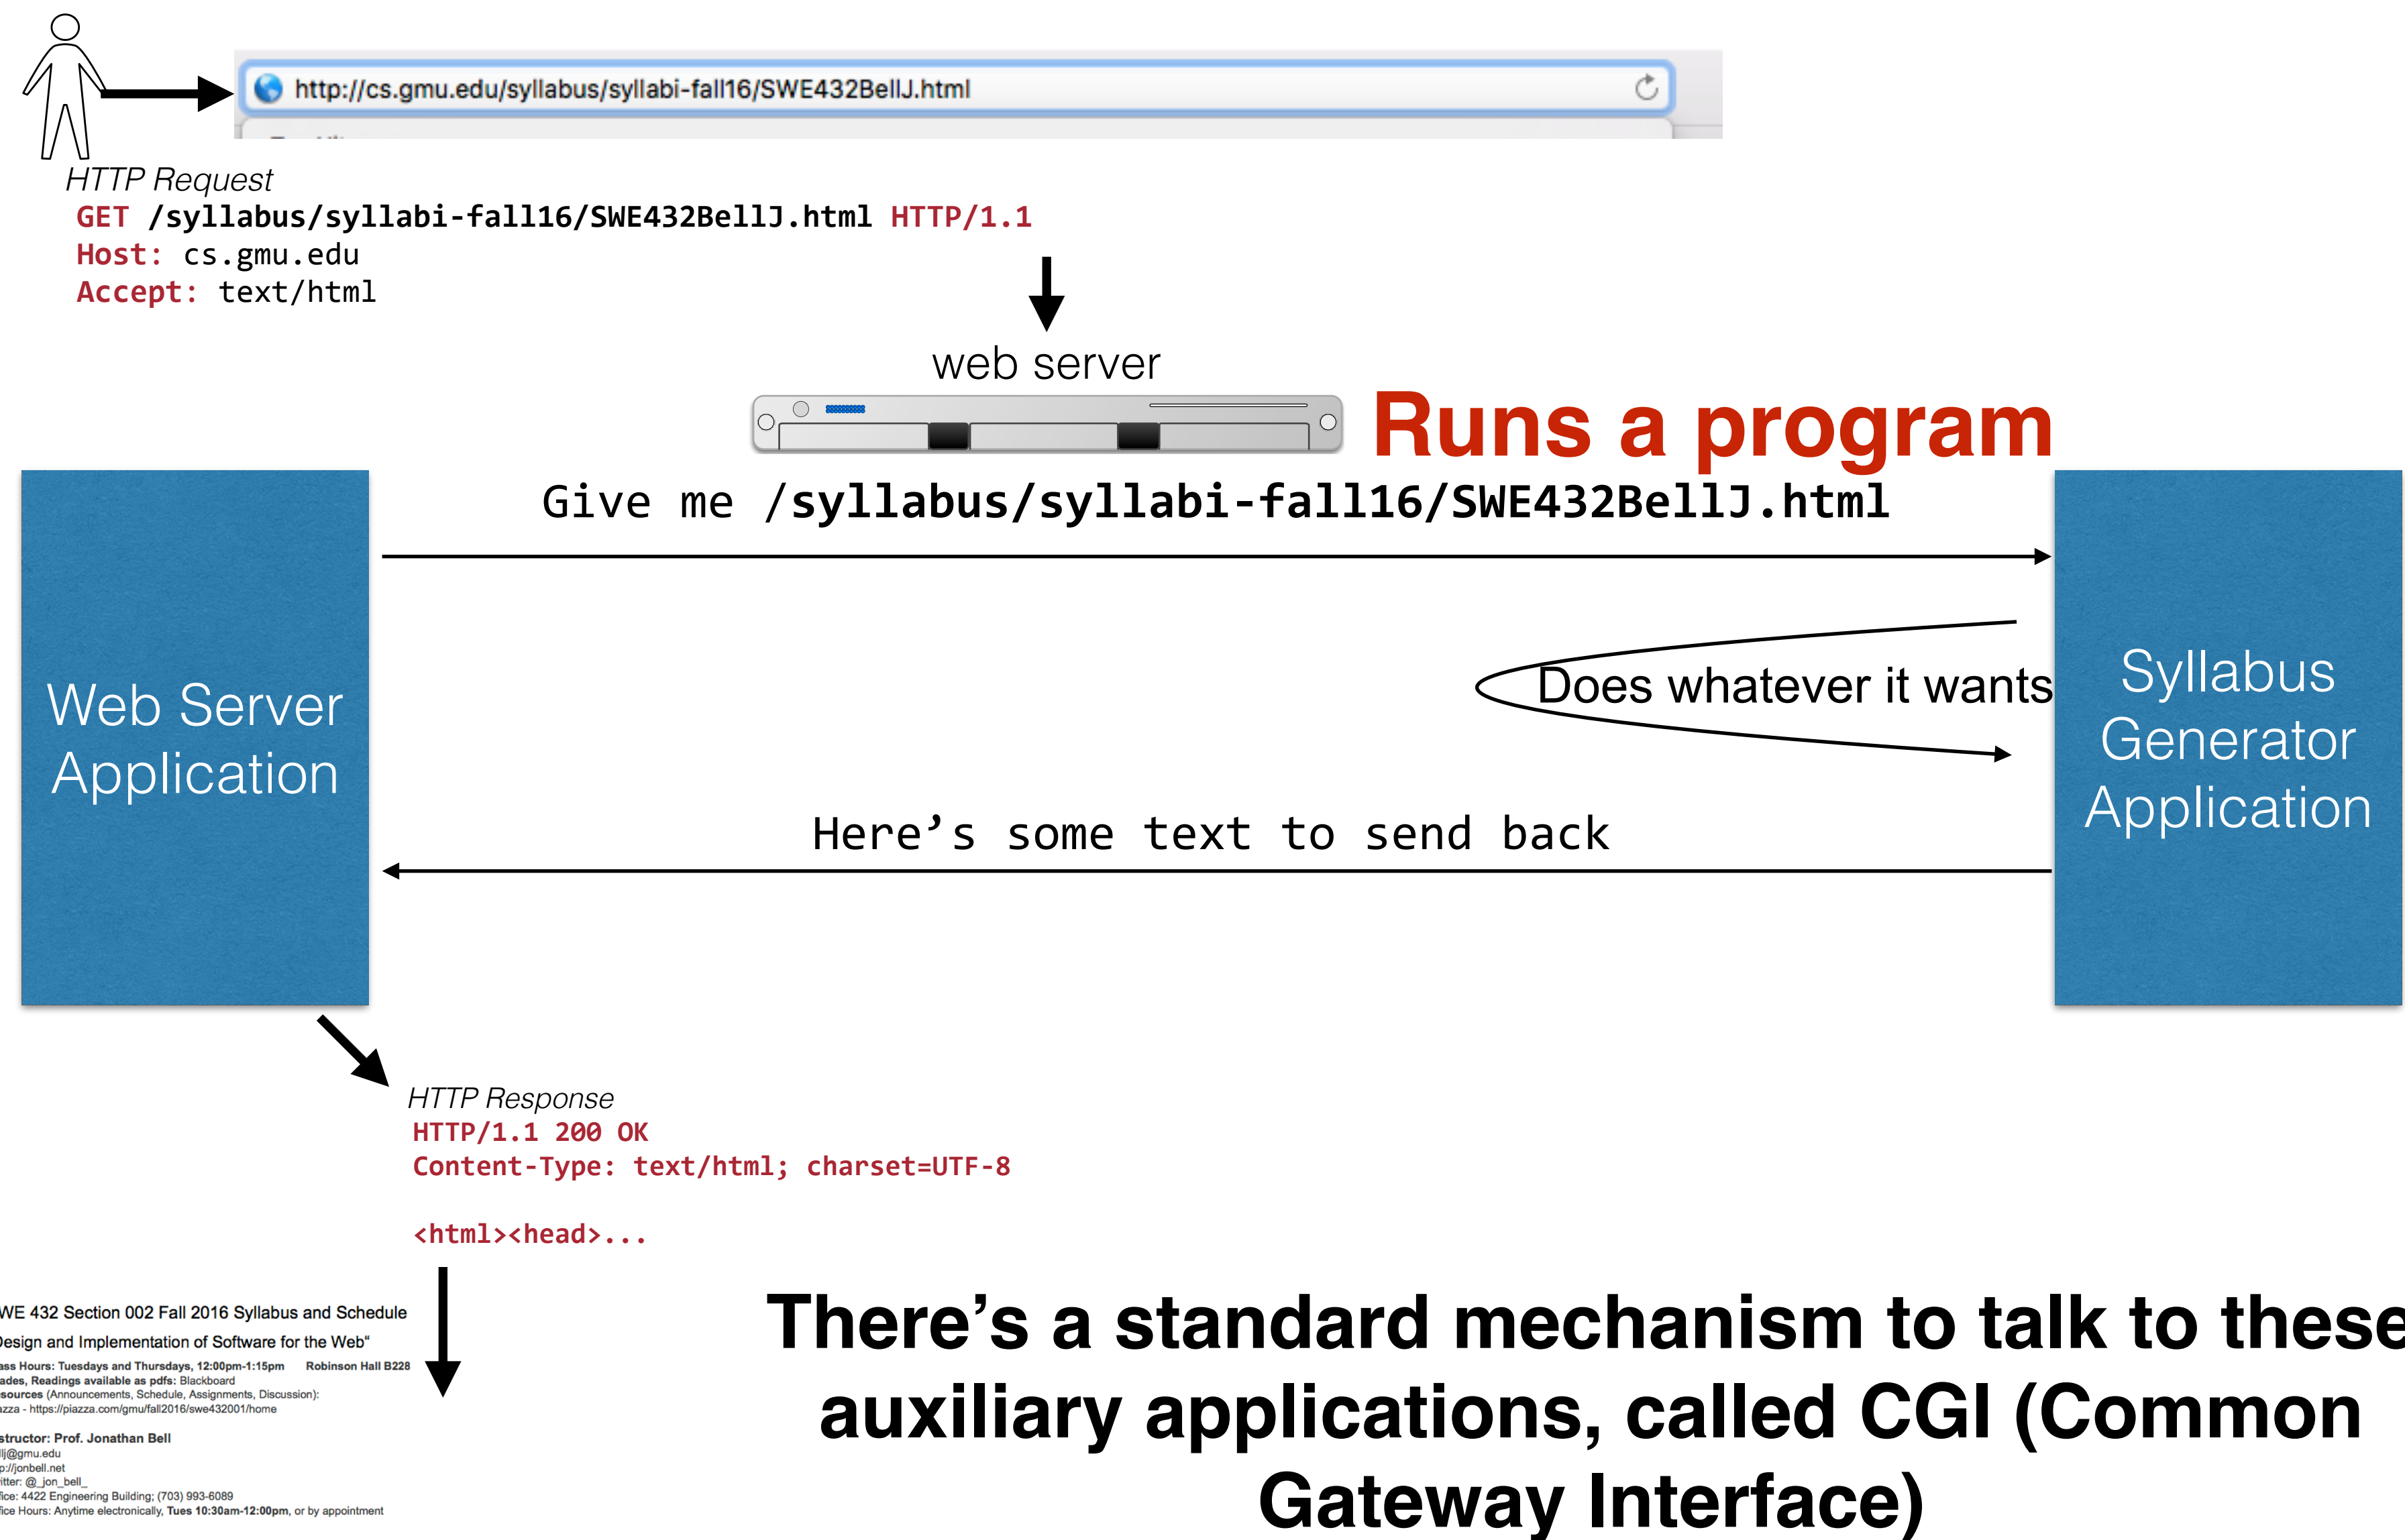 http://cs.gmu.edu/syllabus/syllabi-fall16/SWE432BellJ.html
HTTP Request
GET /syllabus/syllabi-fall16/SWE432BellJ.html HTTP/1.1
Host: cs.gmu.edu
Accept: text/html
web server
Runs a program
Give me /syllabus/syllabi-fall16/SWE432BellJ.html
Web Server
Application
Does whatever it wants
Syllabus
Generator
Application
Here’s some text to send back
HTTP Response
HTTP/1.1 200 OK
Content-Type: text/html; charset=UTF-8
<html><head>...
WE 432 Section 002 Fall 2016 Syllabus and Schedule
Design and Implementation of Software for the Web“
ass Hours: Tuesdays and Thursdays, 12:00pm-1:15pm Robinson Hall B228
ades, Readings available as pdfs: Blackboard
sources (Announcements, Schedule, Assignments, Discussion):
azza - https://piazza.com/gmu/fall2016/swe432001/home
structor: Prof. Jonathan Bell
llj@gmu.edu
p://jonbell.net
itter: @_jon_bell_
fice: 4422 Engineering Building; (703) 993-6089
fice Hours: Anytime electronically, Tues 10:30am-12:00pm, or by appointment
There’s a standard mechanism to talk to these
auxiliary applications, called CGI (Common
Gateway Interface)